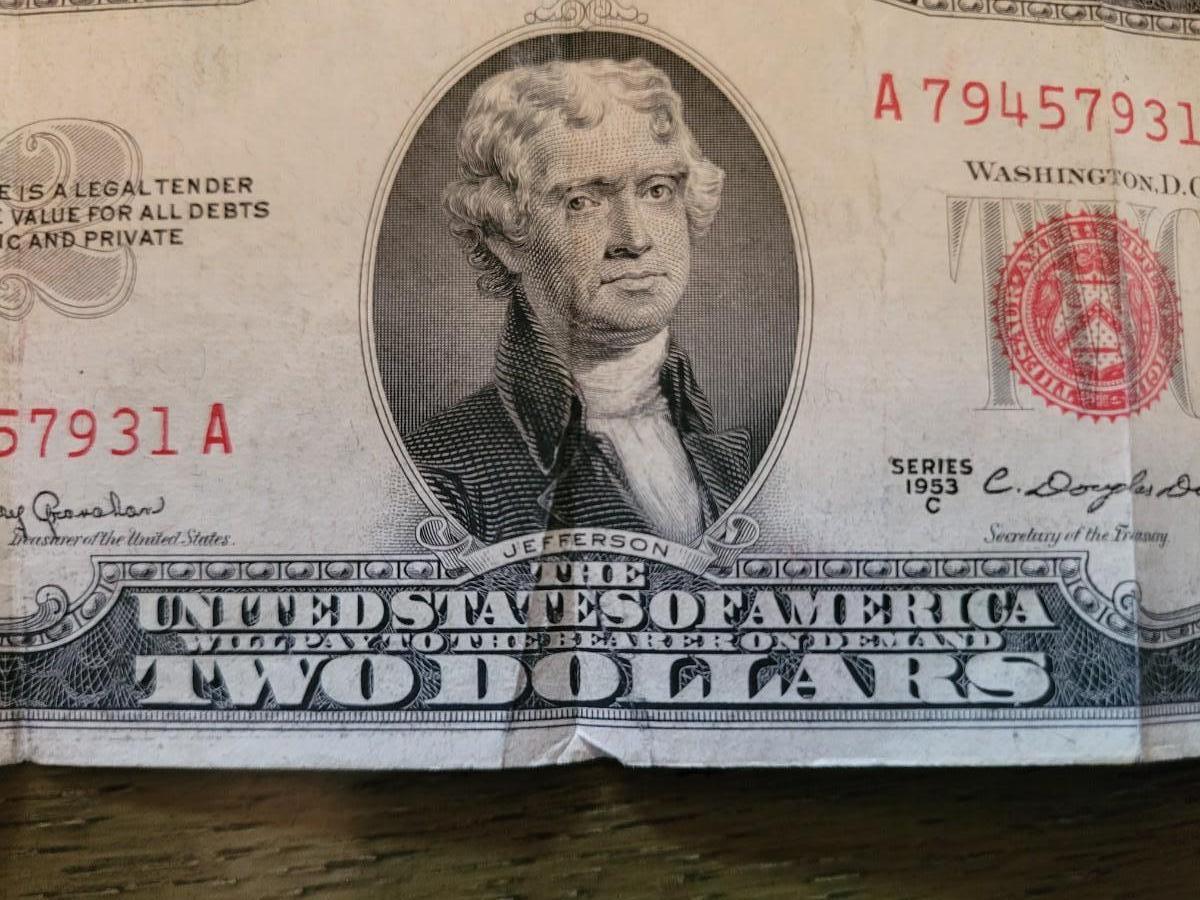 A 79457931
WASHINGTON, D.C
E IS A LEGAL TENDER
E VALUE FOR ALL DEBTS
IC AND PRIVATE
2
57931 A
SERIES
1953
C
C. Douglas
Treasurer of the United States.
Secretary of the Treasury.
JEFFERSON
THE
UNITED STATES OF AMERICA
WILL PAY TO THE BEARER ON DEMAND
TWO DOLLARS